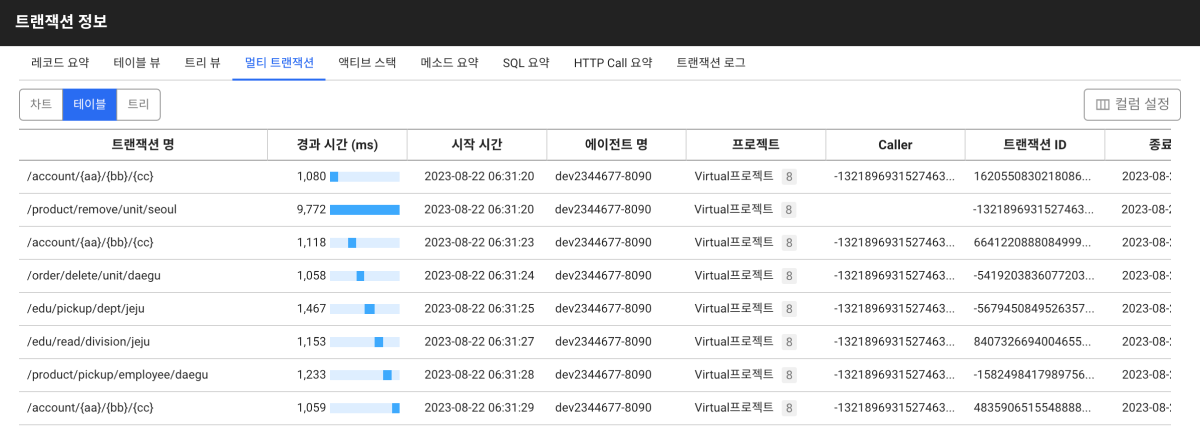 트랜잭션 정보
레코드 요약 테이블 뷰 트리 뷰 멀티 트랜잭션 액티브 스택 메소드 요약 SQL 요약 HTTP Call 요약 트랜잭션 로그
차트 테이블 트리 컬럼 설정
트랜잭션 명 경과 시간 (ms) 시작 시간 에이전트 명 프로젝트 Caller 트랜잭션 ID 종료
/account/{aa}/{bb}/{cc} 1,080 2023-08-22 06:31:20 dev2344677-8090 Virtual프로젝트 8 -1321896931527463... 1620550830218086... 2023-08-2
/product/remove/unit/seoul 9,772 2023-08-22 06:31:20 dev2344677-8090 Virtual프로젝트 8 -1321896931527463... 2023-08-2
/account/{aa}/{bb}/{cc} 1,118 2023-08-22 06:31:23 dev2344677-8090 Virtual프로젝트 8 -1321896931527463... 6641220888084999... 2023-08-2
/order/delete/unit/daegu 1,058 2023-08-22 06:31:24 dev2344677-8090 Virtual프로젝트 8 -1321896931527463... -5419203836077203... 2023-08-2
/edu/pickup/dept/jeju 1,467 2023-08-22 06:31:25 dev2344677-8090 Virtual프로젝트 8 -1321896931527463... -5679450849526357... 2023-08-2
/edu/read/division/jeju 1,153 2023-08-22 06:31:27 dev2344677-8090 Virtual프로젝트 8 -1321896931527463... 8407326694004655... 2023-08-2
/product/pickup/employee/daegu 1,233 2023-08-22 06:31:28 dev2344677-8090 Virtual프로젝트 8 -1321896931527463... -1582498417989756... 2023-08-2
/account/{aa}/{bb}/{cc} 1,059 2023-08-22 06:31:29 dev2344677-8090 Virtual프로젝트 8 -1321896931527463... 4835906515548888... 2023-08-2